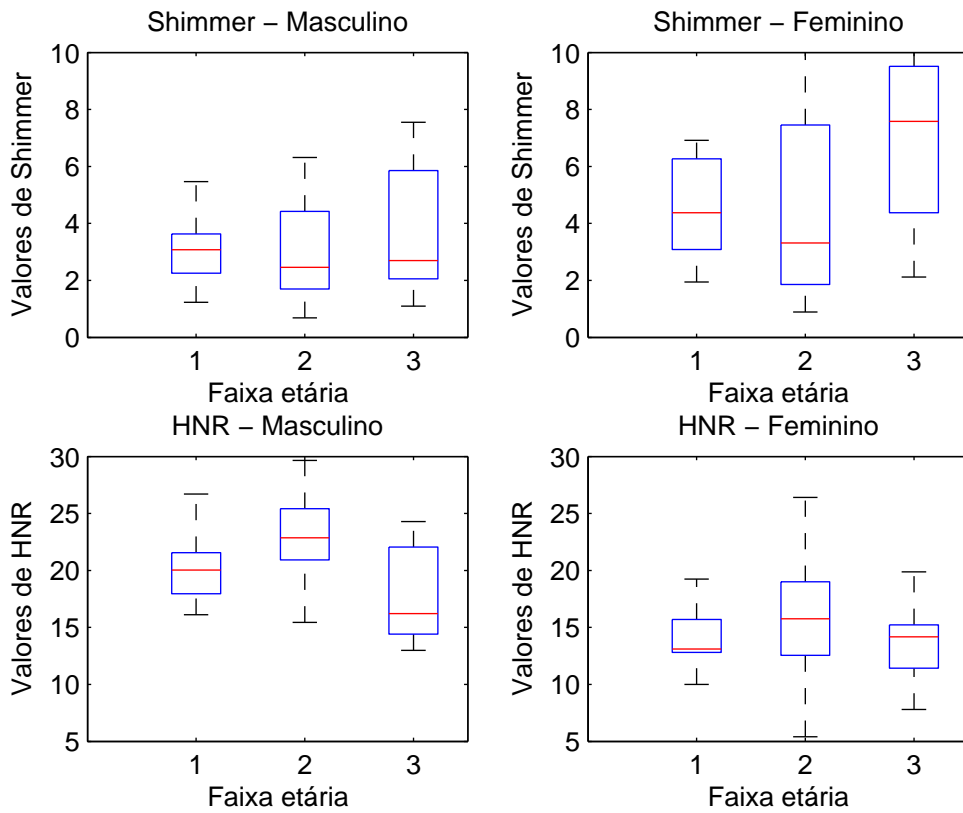 Shimmer – Masculino
Valores de Shimmer
10
8
6
4
2
0
1 2 3
Faixa etária
Shimmer – Feminino
Valores de Shimmer
10
8
6
4
2
0
1 2 3
Faixa etária
HNR – Masculino
Valores de HNR
30
25
20
15
10
5
1 2 3
Faixa etária
HNR – Feminino
Valores de HNR
30
25
20
15
10
5
1 2 3
Faixa etária